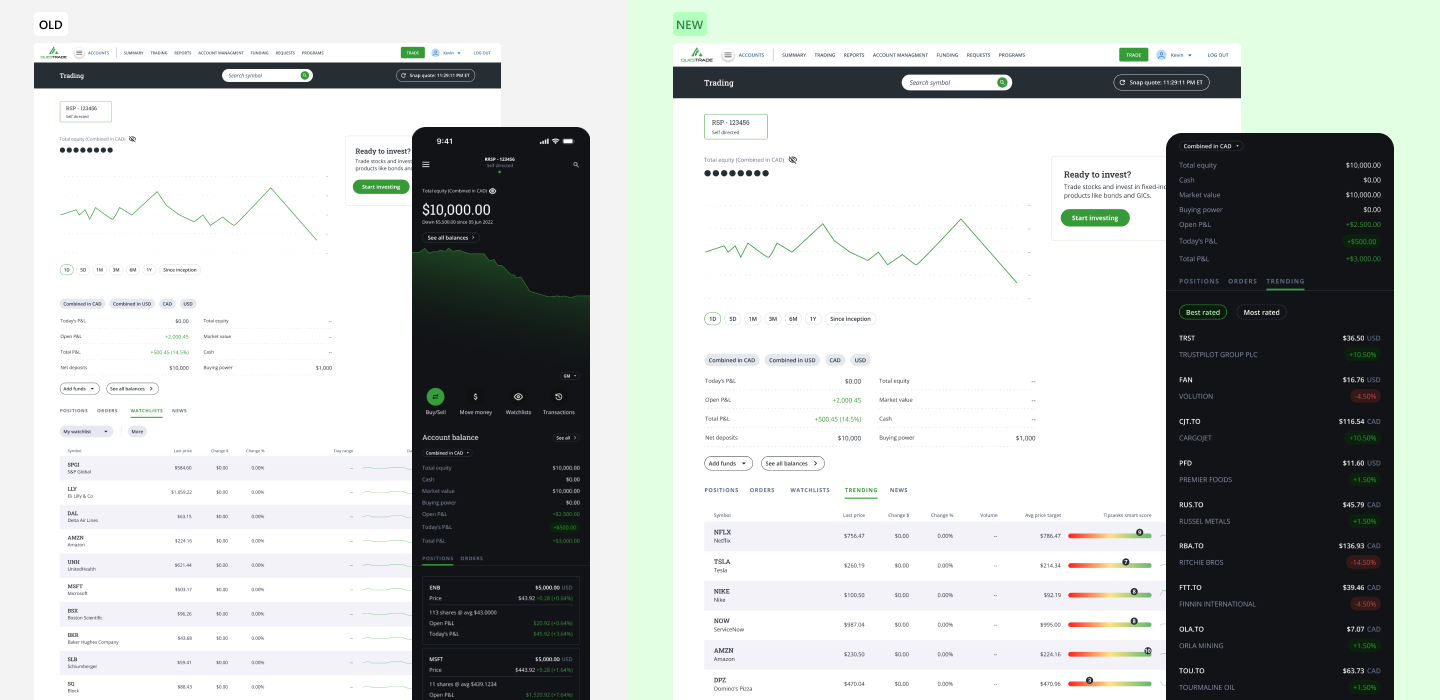 OLD
QUESTRADE
ACCOUNTS
SUMMARY TRADING REPORTS ACCOUNT MANAGMENT FUNDING REQUESTS PROGRAMS
TRADE
Kevin
LOG OUT
Trading
Search symbol
Snap quote: 11:29:11 PM ET
RSP - 123456
Self directed
Total equity (Combined in CAD)
Ready to invest?
Trade stocks and inves
products like bonds an
Start investing
1D 5D 1M 3M 6M 1Y Since inception
Combined in CAD Combined in USD CAD USD
Today's P&L $0.00 Total equity --
Open P&L +2,000.45 Market value --
Total P&L +500.45 (14.5%) Cash --
Net deposits $10,000 Buying power $1,000
Add funds See all balances
POSITIONS ORDERS WATCHLISTS NEWS
My watchlist More
Symbol Last price Change $ Change % Day range
SPGI $584.60 $0.00 0.00% --
S&P Global
LLY $1,059.22 $0.00 0.00% --
Eli Lilly & Co
DAL $63.15 $0.00 0.00% --
Delta Air Lines
AMZN $224.16 $0.00 0.00% --
Amazon
UNH $621.44 $0.00 0.00% --
UnitedHealth
MSFT $503.17 $0.00 0.00% --
Microsoft
BSX $96.26 $0.00 0.00% --
Boston Scientific
BKR $43.68 $0.00 0.00% --
Baker Hughes Company
SLB $59.41 $0.00 0.00% --
Schlumberger
SQ $88.43 $0.00 0.00% --
Block
9:41
RRSP - 123456
Self directed
Total equity (Combined in CAD)
$10,000.00
Down $5,500.00 since 05 Jun 2022
See all balances
6M
Buy/Sell Move money Watchlists Transactions
Account balance See all
Combined in CAD
Total equity $10,000.00
Cash $0.00
Market value $10,000.00
Buying power $0.00
Open P&L +$2,500.00
Today's P&L +$500.00
Total P&L +$3,000.00
POSITIONS ORDERS
ENB $5,000.00 USD
Price $43.92 +0.28 (+0.64%)
113 shares @ avg $43.0000
Open P&L $20.92 (+0.64%)
Today's P&L $45.92 (+3.64%)
MSFT $5,000.00 USD
Price $443.92 +5.28 (+1.64%)
11 shares @ avg $439.1234
Open P&L $1,520.92 (+7.64%)
NEW
QUESTRADE
ACCOUNTS
SUMMARY TRADING REPORTS ACCOUNT MANAGMENT FUNDING REQUESTS PROGRAMS
TRADE
Kevin
LOG OUT
Trading
Search symbol
Snap quote: 11:29:11 PM ET
RSP - 123456
Self directed
Total equity (Combined in CAD)
Ready to invest?
Trade stocks and invest in fixed-inc
products like bonds and GICs.
Start investing
1D 5D 1M 3M 6M 1Y Since inception
Combined in CAD Combined in USD CAD USD
Today's P&L $0.00 Total equity --
Open P&L +2,000.45 Market value --
Total P&L +500.45 (14.5%) Cash --
Net deposits $10,000 Buying power $1,000
Add funds See all balances
POSITIONS ORDERS WATCHLISTS TRENDING NEWS
Symbol Last price Change $ Change % Volume Avg price target Tipranks smart score
NFLX $756.47 $0.00 0.00% -- $786.47 9
Netflix
TSLA $260.19 $0.00 0.00% -- $214.34 7
Tesla
NIKE $100.50 $0.00 0.00% -- $92.19 8
Nike
NOW $987.04 $0.00 0.00% -- $995.00 8
ServiceNow
AMZN $230.50 $0.00 0.00% -- $224.16 10
Amazon
DPZ $470.04 $0.00 0.00% -- $470.96 3
Domino's Pizza
Combined in CAD
Total equity $10,000.00
Cash $0.00
Market value $10,000.00
Buying power $0.00
Open P&L +$2,500.00
Today's P&L +$500.00
Total P&L +$3,000.00
POSITIONS ORDERS TRENDING
Best rated Most rated
TRST $36.50 USD
TRUSTPILOT GROUP PLC +10.50%
FAN $16.76 USD
VOLUTION -4.50%
CJT.TO $116.54 CAD
CARGOJET +10.50%
PFD $11.60 USD
PREMIER FOODS +1.50%
RUS.TO $45.79 CAD
RUSSEL METALS +1.50%
RBA.TO $136.93 CAD
RITCHIE BROS -14.50%
FTT.TO $39.46 CAD
FINNIN INTERNATIONAL -4.50%
OLA.TO $7.07 CAD
ORLA MINING +1.50%
TOU.TO $63.73 CAD
TOURMALINE OIL +1.50%